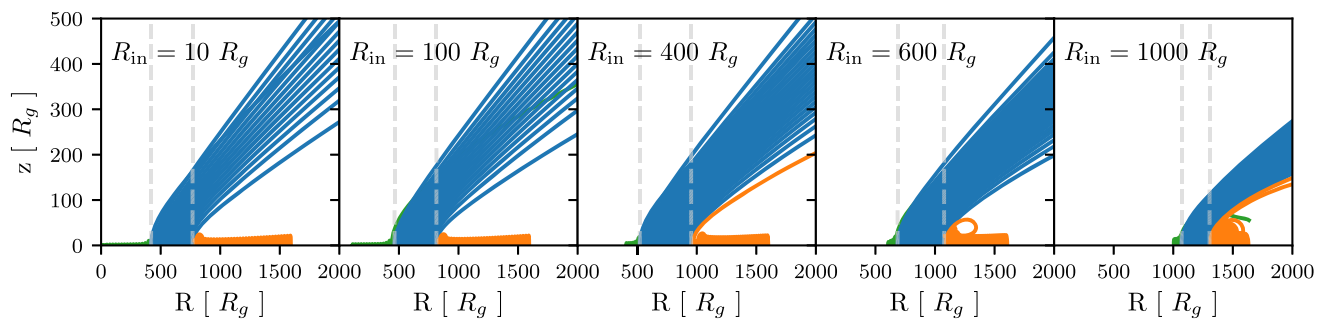 500
400
300
200
100
0
z [ R_g ]
R_in = 10 R_g
R_in = 100 R_g
R_in = 400 R_g
R_in = 600 R_g
R_in = 1000 R_g
0 500 1000 1500 2000 500 1000 1500 2000 500 1000 1500 2000 500 1000 1500 2000 500 1000 1500 2000
R [ R_g ] R [ R_g ] R [ R_g ] R [ R_g ] R [ R_g ]